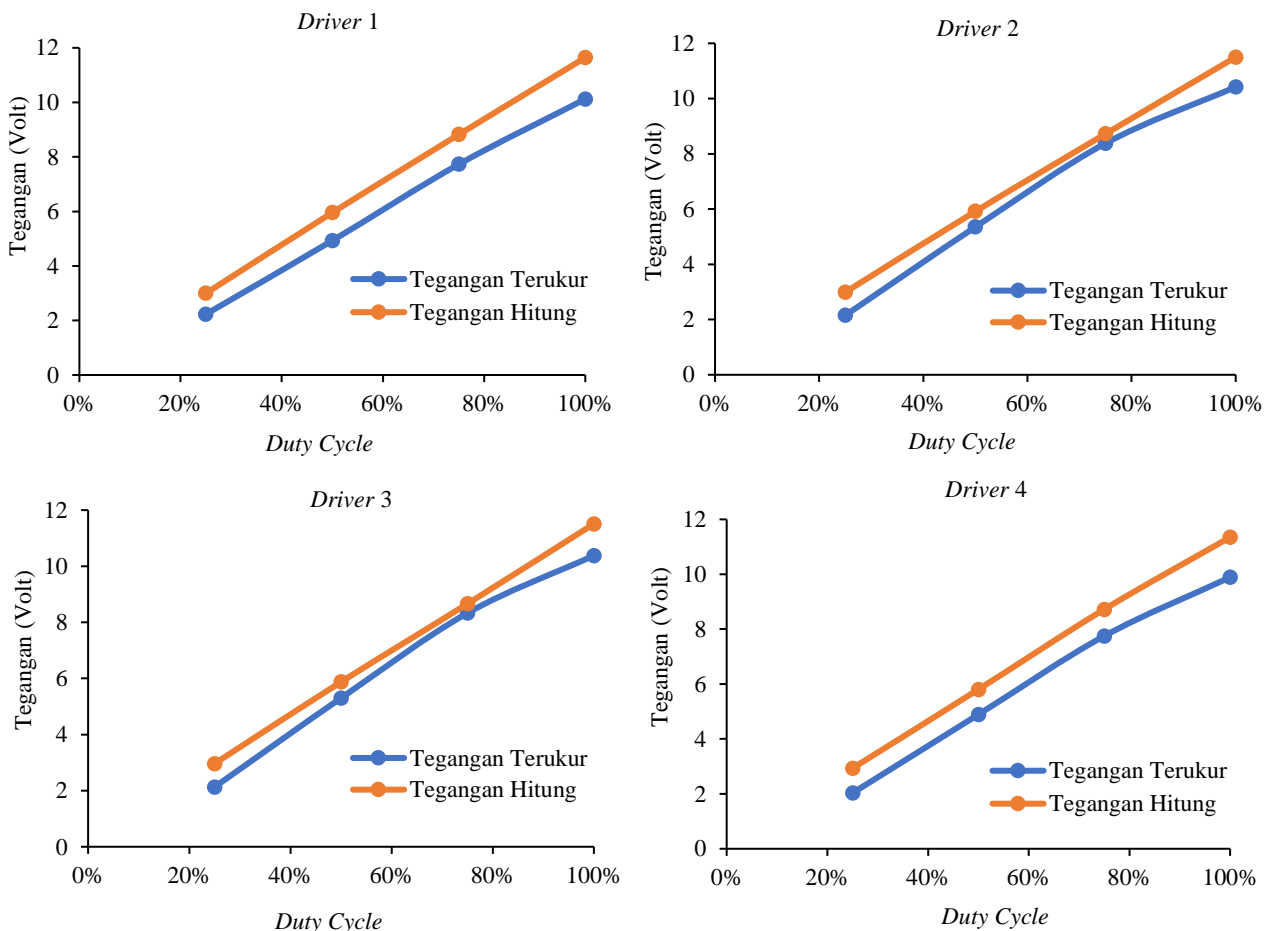 Driver 1
Tegangan (Volt)
12
10
8
6
4
2
0
0% 20% 40% 60% 80% 100%
Duty Cycle
Tegangan Terukur
Tegangan Hitung
Driver 2
Tegangan (Volt)
12
10
8
6
4
2
0
0% 20% 40% 60% 80% 100%
Duty Cycle
Tegangan Terukur
Tegangan Hitung
Driver 3
Tegangan (Volt)
12
10
8
6
4
2
0
0% 20% 40% 60% 80% 100%
Duty Cycle
Tegangan Terukur
Tegangan Hitung
Driver 4
Tegangan (Volt)
12
10
8
6
4
2
0
0% 20% 40% 60% 80% 100%
Duty Cycle
Tegangan Terukur
Tegangan Hitung